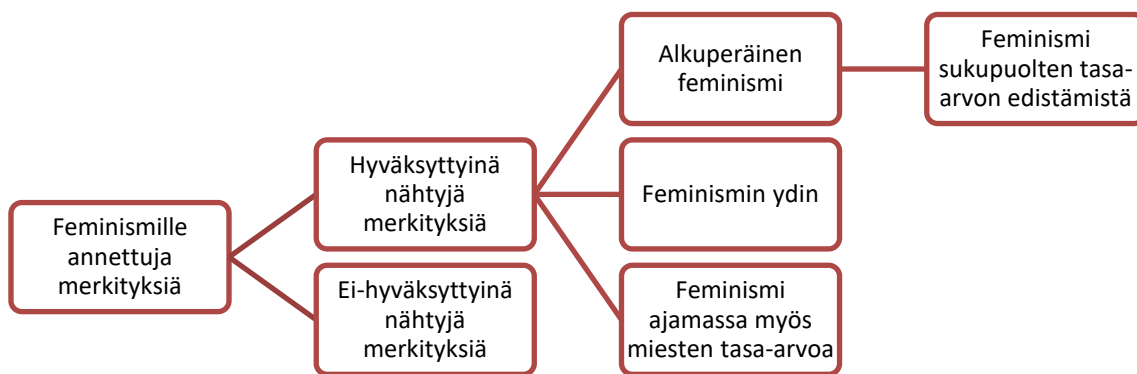 Feminismille
annettuja
merkityksiä
Hyväksyttyinä
nähtyjä
merkityksiä
Alkuperäinen
feminismi
Feminismi
sukupuolten tasa-
arvon edistämistä
Feminismin ydin
Feminismi
ajamassa myös
miesten tasa-arvoa
Ei-hyväksyttyinä
nähtyjä
merkityksiä